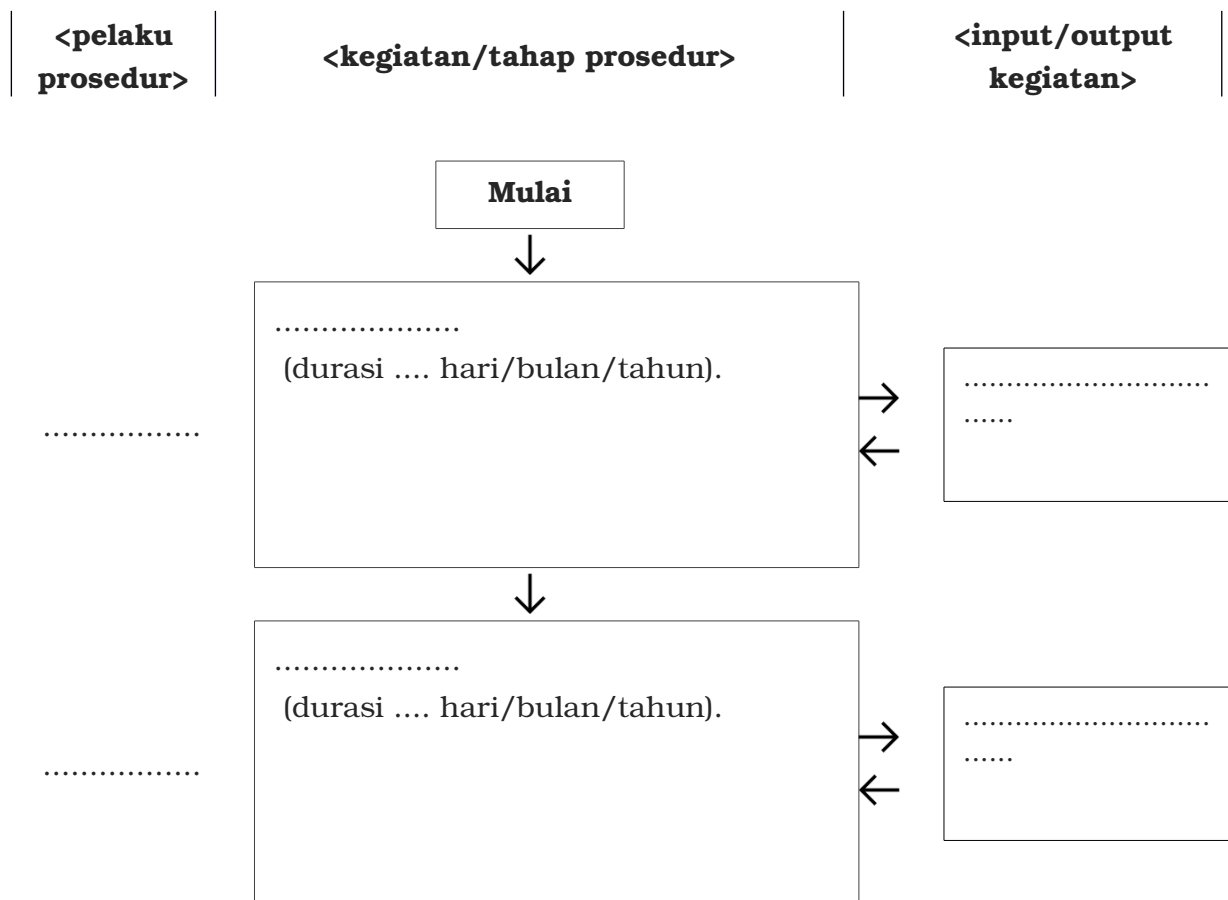 <pelaku
prosedur>
<kegiatan/tahap prosedur>
<input/output
kegiatan>
Mulai
....................
(durasi .... hari/bulan/tahun).
.................
.............................
......
....................
(durasi .... hari/bulan/tahun).
.................
.............................
......